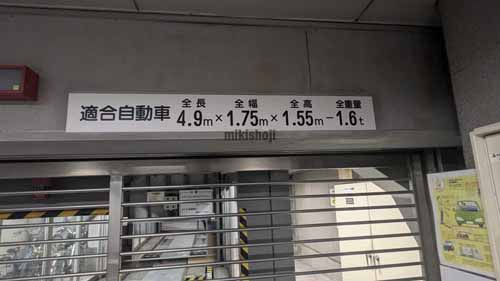 全長 全幅 全高 全重量
適合自動車 4.9m×1.75m×1.55m−1.6t
mikishoji